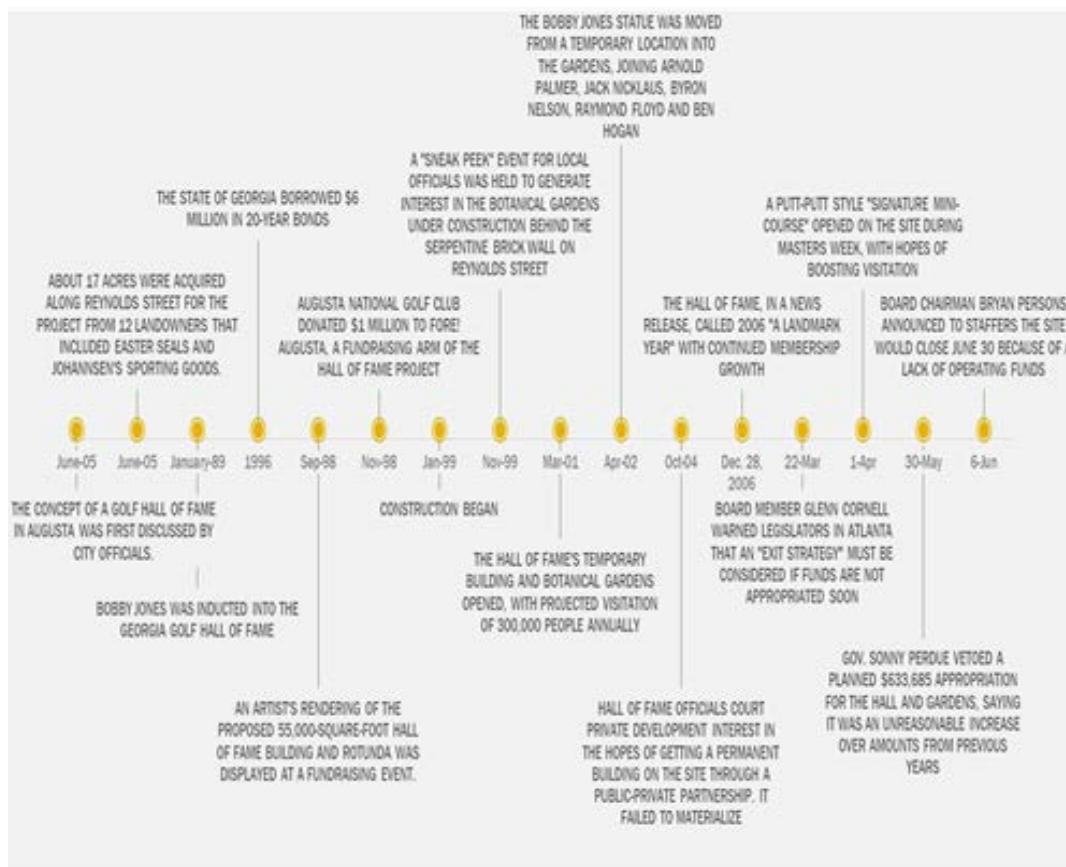 THE BOBBY JONES STATUE WAS MOVED
FROM A TEMPORARY LOCATION INTO
THE GARDENS, JOINING ARNOLD
PALMER, JACK NICKLAUS, BYRON
NELSON, RAYMOND FLOYD AND BEN
HOGAN
A "SNEAK PEEK" EVENT FOR LOCAL
OFFICIALS WAS HELD TO GENERATE
INTEREST IN THE BOTANICAL GARDENS
UNDER CONSTRUCTION BEHIND THE
SERPENTINE BRICK WALL ON
REYNOLDS STREET
THE STATE OF GEORGIA BORROWED $6
MILLION IN 20-YEAR BONDS
A PUTT-PUTT STYLE "SIGNATURE MINI-
COURSE" OPENED ON THE SITE DURING
MASTERS WEEK, WITH HOPES OF
BOOSTING VISITATION
ABOUT 17 ACRES WERE ACQUIRED
ALONG REYNOLDS STREET FOR THE
PROJECT FROM 12 LANDOWNERS THAT
INCLUDED EASTER SEALS AND
JOHANNSEN'S SPORTING GOODS.
AUGUSTA NATIONAL GOLF CLUB
DONATED $1 MILLION TO FORE!
AUGUSTA, A FUNDRAISING ARM OF THE
HALL OF FAME PROJECT
THE HALL OF FAME, IN A NEWS
RELEASE, CALLED 2006 "A LANDMARK
YEAR" WITH CONTINUED MEMBERSHIP
GROWTH
BOARD CHAIRMAN BRYAN PERSONS
ANNOUNCED TO STAFFERS THE SITE
WOULD CLOSE JUNE 30 BECAUSE OF A
LACK OF OPERATING FUNDS
June-05 June-05 January-89 1996 Sep-98 Nov-98 Jan-99 Nov-99 Mar-01 Apr-02 Oct-04 Dec. 28, 22-Mar 1-Apr 30-May 6-Jun
2006
THE CONCEPT OF A GOLF HALL OF FAME
IN AUGUSTA WAS FIRST DISCUSSED BY
CITY OFFICIALS.
CONSTRUCTION BEGAN
BOARD MEMBER GLENN CORNELL
WARNED LEGISLATORS IN ATLANTA
THAT AN "EXIT STRATEGY" MUST BE
CONSIDERED IF FUNDS ARE NOT
APPROPRIATED SOON
THE HALL OF FAME'S TEMPORARY
BUILDING AND BOTANICAL GARDENS
OPENED, WITH PROJECTED VISITATION
OF 300,000 PEOPLE ANNUALLY
BOBBY JONES WAS INDUCTED INTO THE
GEORGIA GOLF HALL OF FAME
GOV. SONNY PERDUE VETOED A
PLANNED $633,685 APPROPRIATION
FOR THE HALL AND GARDENS, SAYING
IT WAS AN UNREASONABLE INCREASE
OVER AMOUNTS FROM PREVIOUS
YEARS
AN ARTIST'S RENDERING OF THE
PROPOSED 55,000-SQUARE-FOOT HALL
OF FAME BUILDING AND ROTUNDA WAS
DISPLAYED AT A FUNDRAISING EVENT.
HALL OF FAME OFFICIALS COURT
PRIVATE DEVELOPMENT INTEREST IN
THE HOPES OF GETTING A PERMANENT
BUILDING ON THE SITE THROUGH A
PUBLIC-PRIVATE PARTNERSHIP. IT
FAILED TO MATERIALIZE